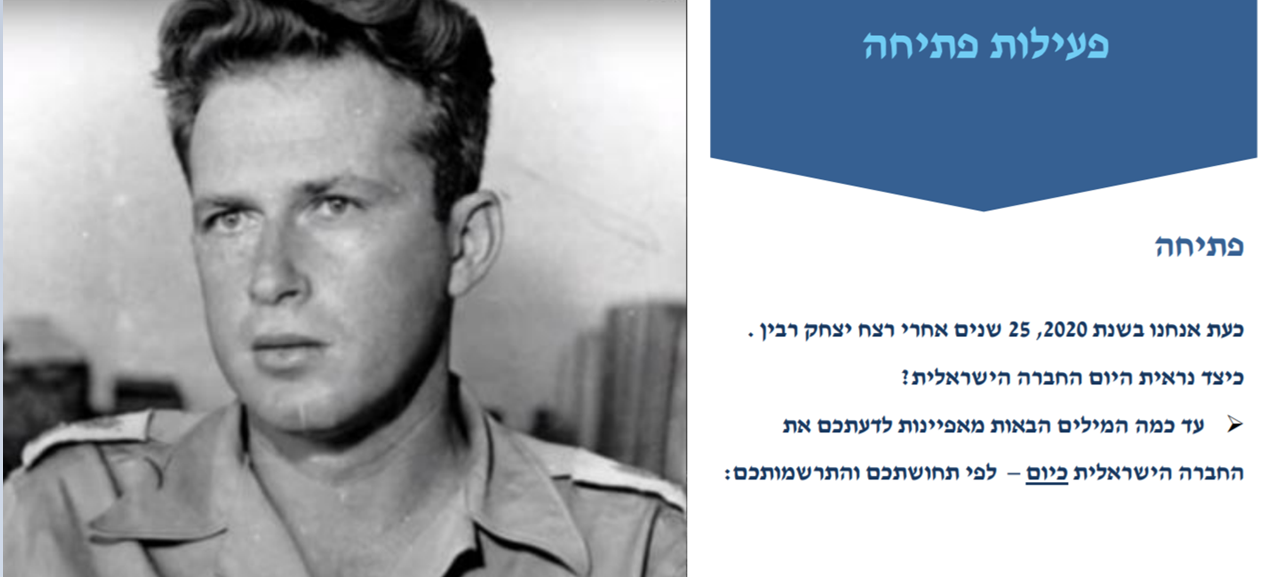 פעילות פתיחה
פתיחה
כעת אנחנו בשנת 2020, 25 שנים אחרי רצח יצחק רבין .
כיצד נראית היום החברה הישראלית?
➢ עד כמה המילים הבאות מאפיינות לדעתכם את
החברה הישראלית כיום – לפי תחושתכם והתרשמותכם: